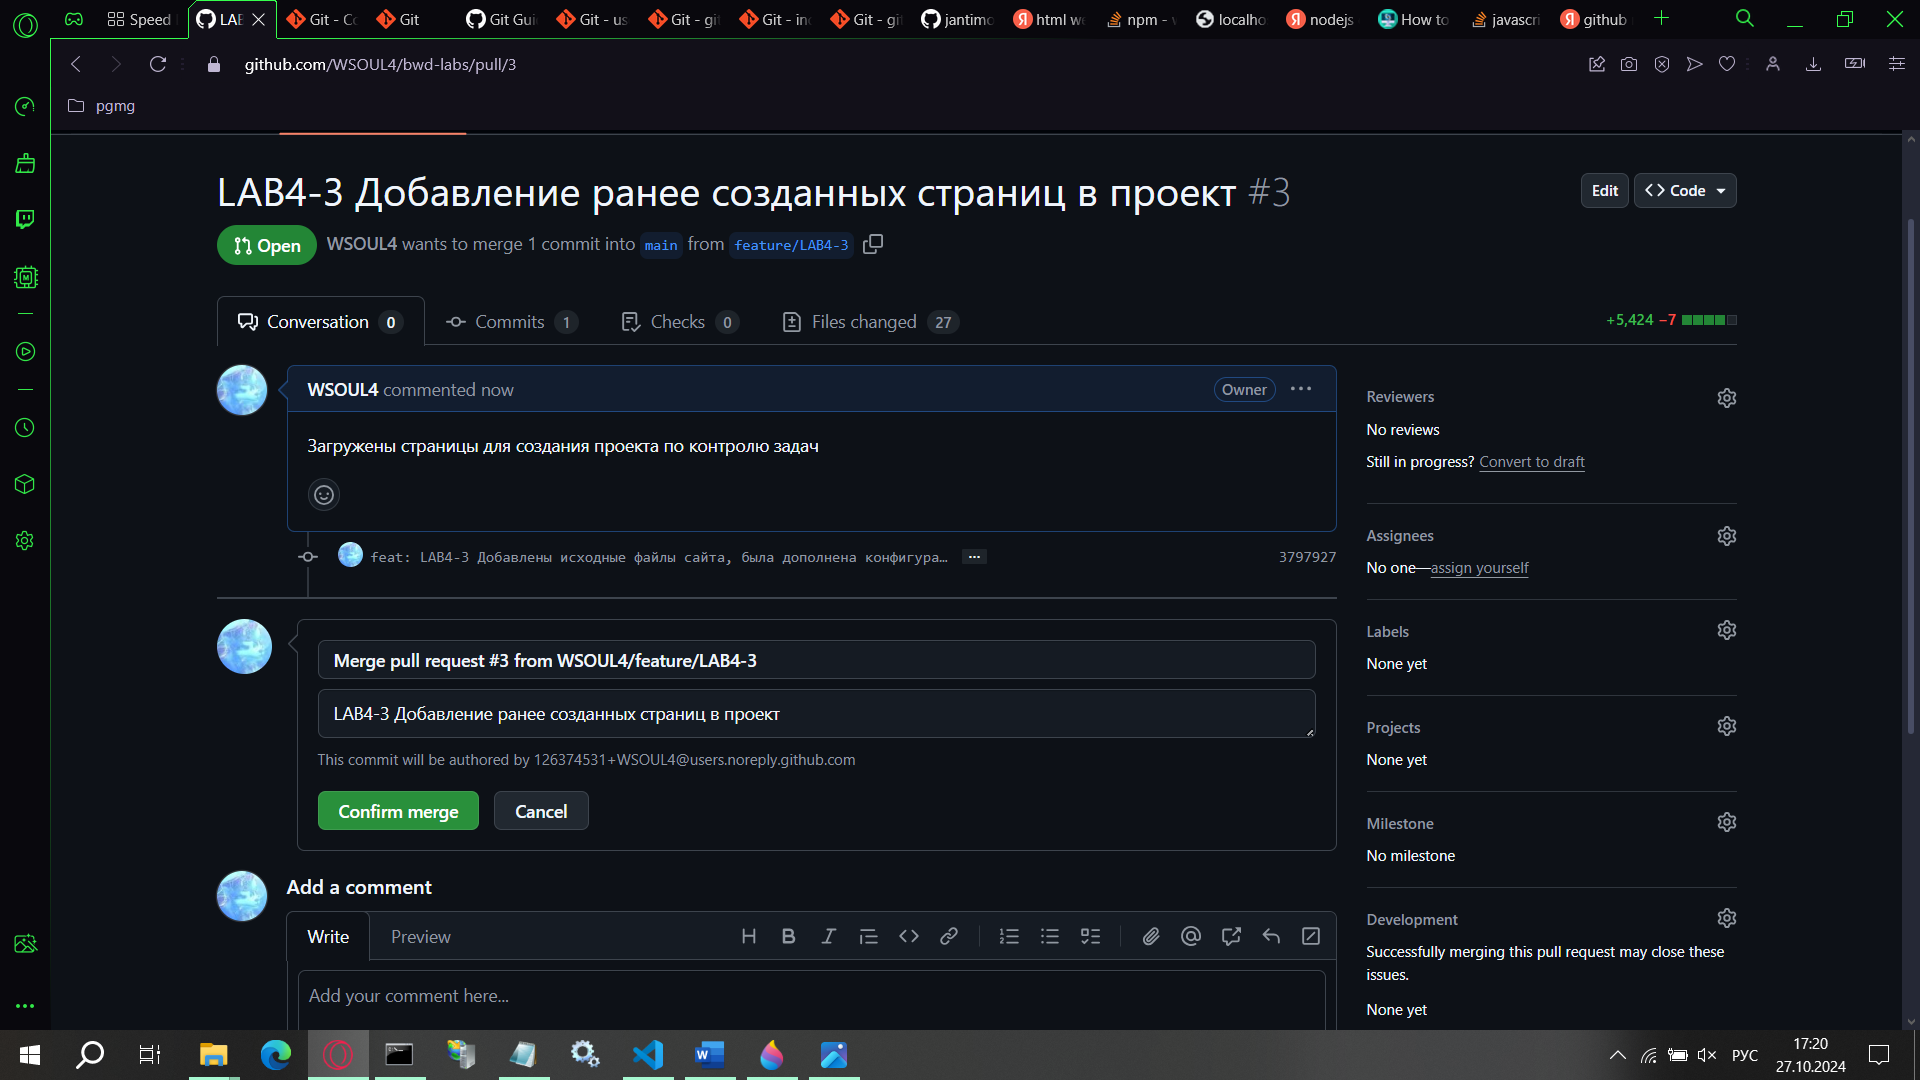 Speed
LAB
Git - Co
Git
Git Gui
Git - us
Git - git
Git - ind
Git - git
jantimo
html we
npm - w
localho
nodejs
How to
javascri
github
github.com/WSOUL4/bwd-labs/pull/3
pgmg
LAB4-3 Добавление ранее созданных страниц в проект #3
Edit
Code
Open
WSOUL4 wants to merge 1 commit into main from feature/LAB4-3
Conversation 0
Commits 1
Checks 0
Files changed 27
+5,424 −7
WSOUL4 commented now
Owner
Загружены страницы для создания проекта по контролю задач
feat: LAB4-3 Добавлены исходные файлы сайта, была дополнена конфигура…
3797927
Merge pull request #3 from WSOUL4/feature/LAB4-3
LAB4-3 Добавление ранее созданных страниц в проект
This commit will be authored by 126374531+WSOUL4@users.noreply.github.com
Confirm merge
Cancel
Add a comment
Write
Preview
Add your comment here...
Reviewers
No reviews
Still in progress? Convert to draft
Assignees
No one—assign yourself
Labels
None yet
Projects
None yet
Milestone
No milestone
Development
Successfully merging this pull request may close these
issues.
None yet
РУС
17:20
27.10.2024